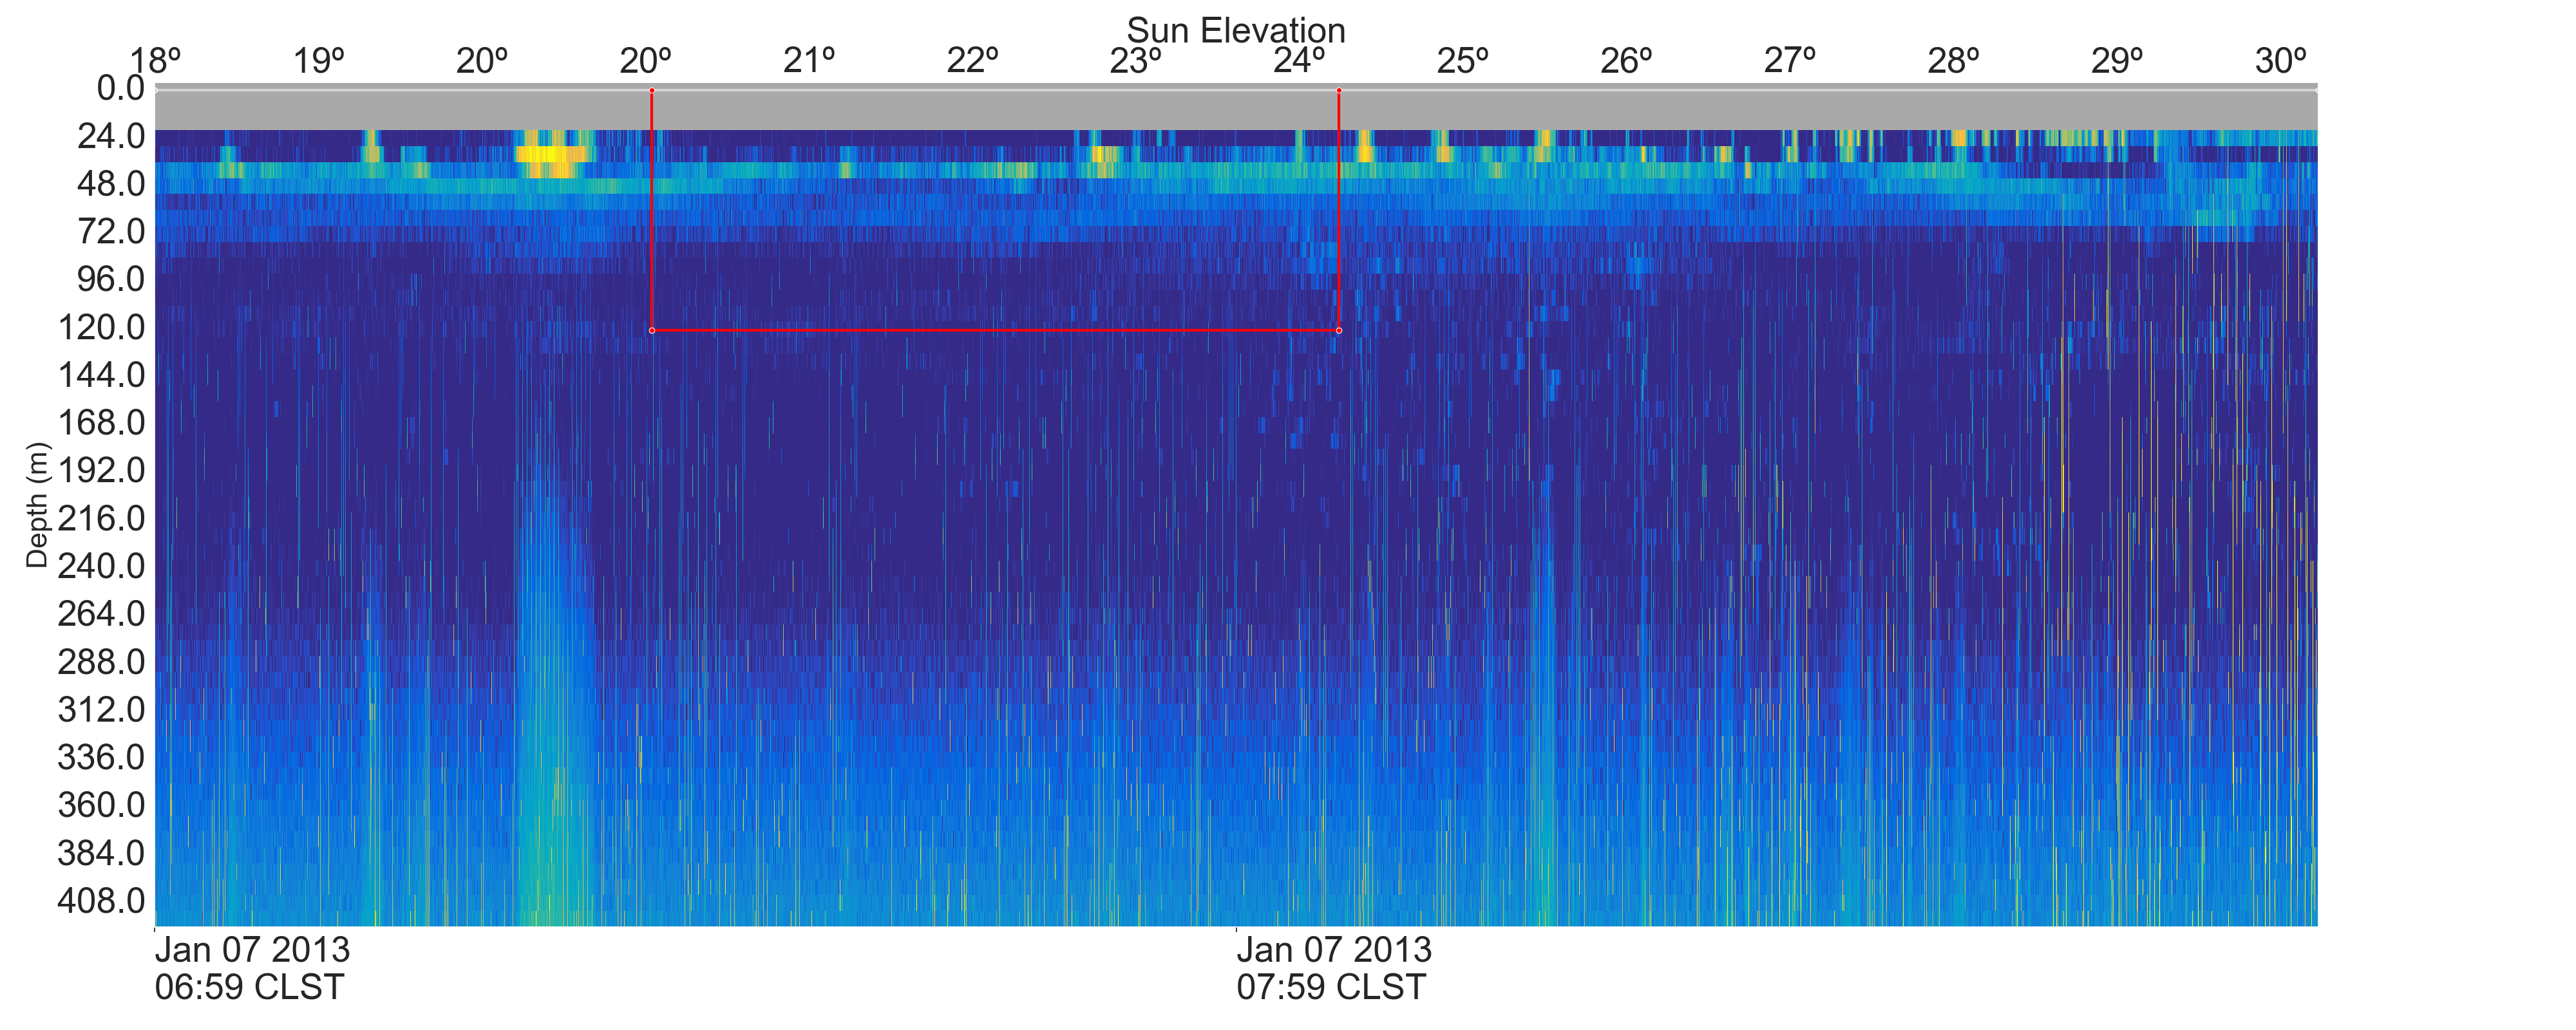 Sun Elevation
18º 19º 20º 20º 21º 22º 23º 24º 25º 26º 27º 28º 29º 30º
0.0
24.0
48.0
72.0
96.0
120.0
144.0
168.0
192.0
216.0
240.0
264.0
288.0
312.0
336.0
360.0
384.0
408.0
Depth (m)
Jan 07 2013
06:59 CLST
Jan 07 2013
07:59 CLST